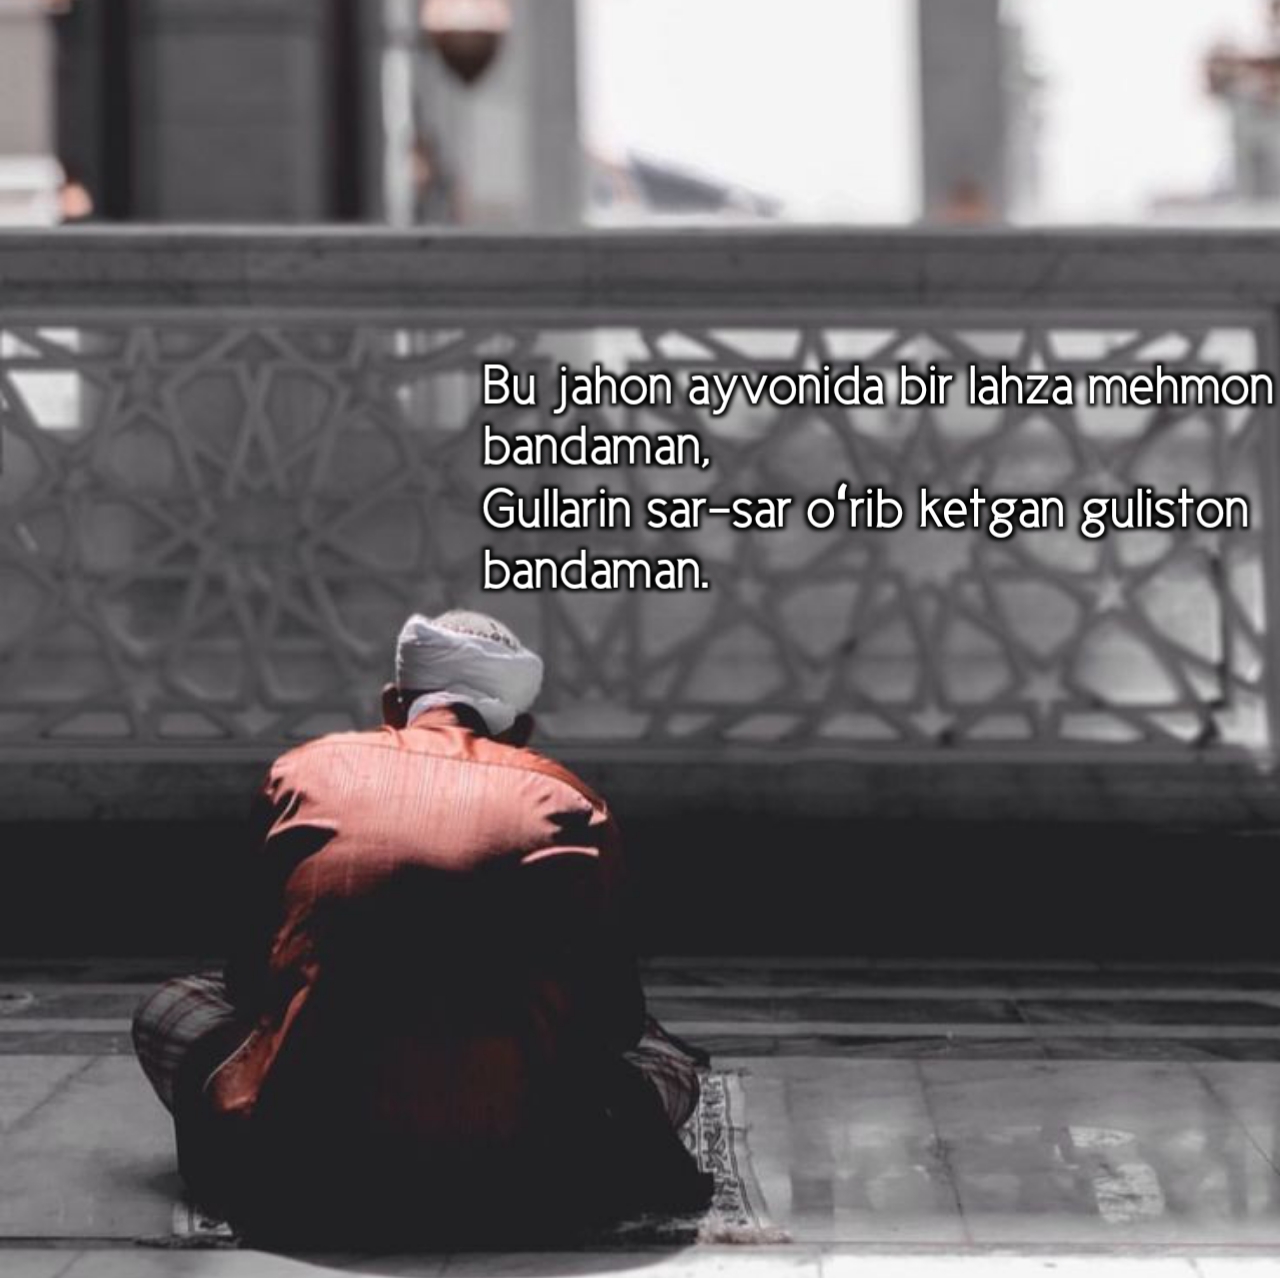 Bu jahon ayvonida bir lahza mehmon
bandaman,
Gullarin sar-sar o‘rib ketgan guliston
bandaman.